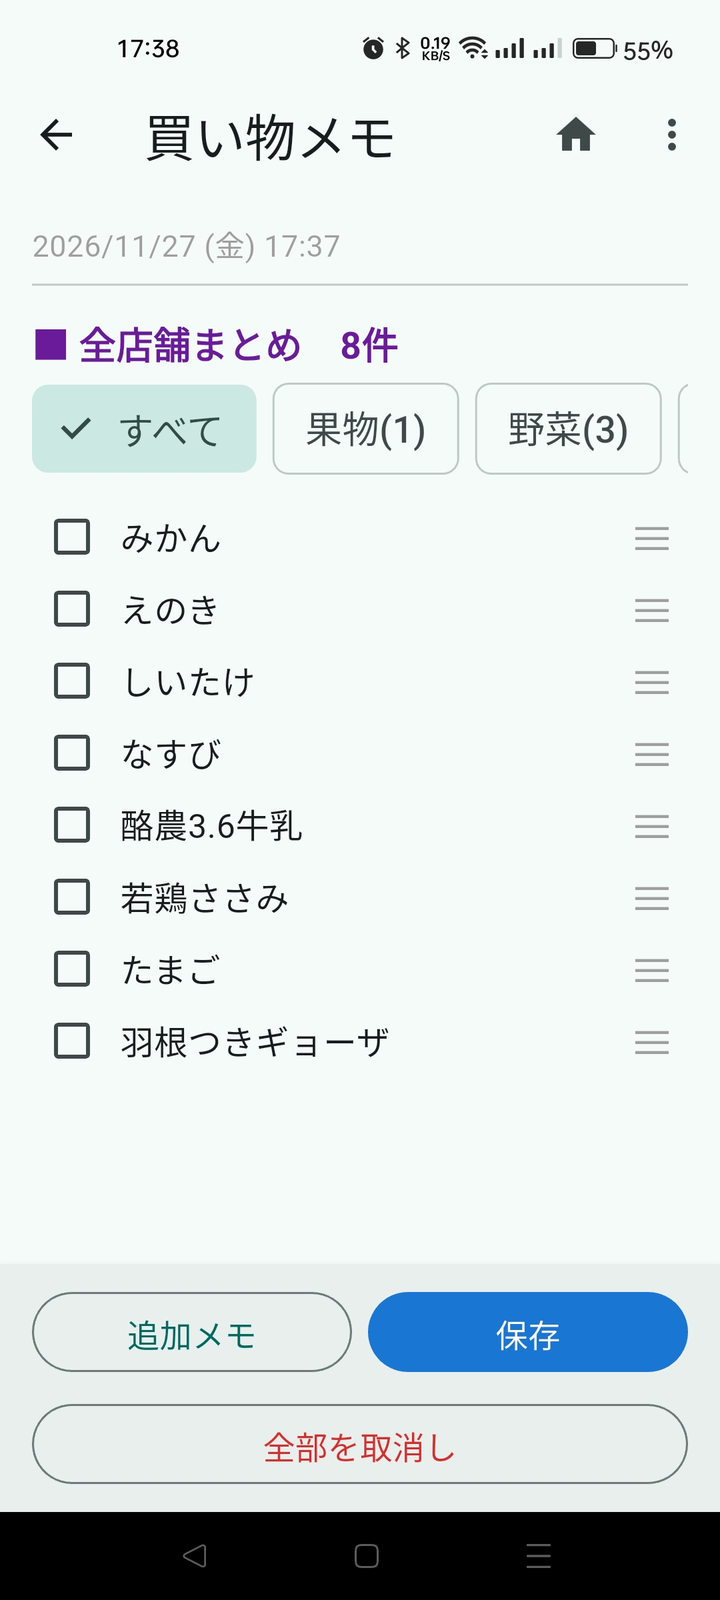 17:38 0.19 KB/S 55%
買い物メモ
2026/11/27 (金) 17:37
■ 全店舗まとめ 8件
すべて 果物(1) 野菜(3)
みかん
えのき
しいたけ
なすび
酪農3.6牛乳
若鶏ささみ
たまご
羽根つきギョーザ
追加メモ 保存
全部を取消し